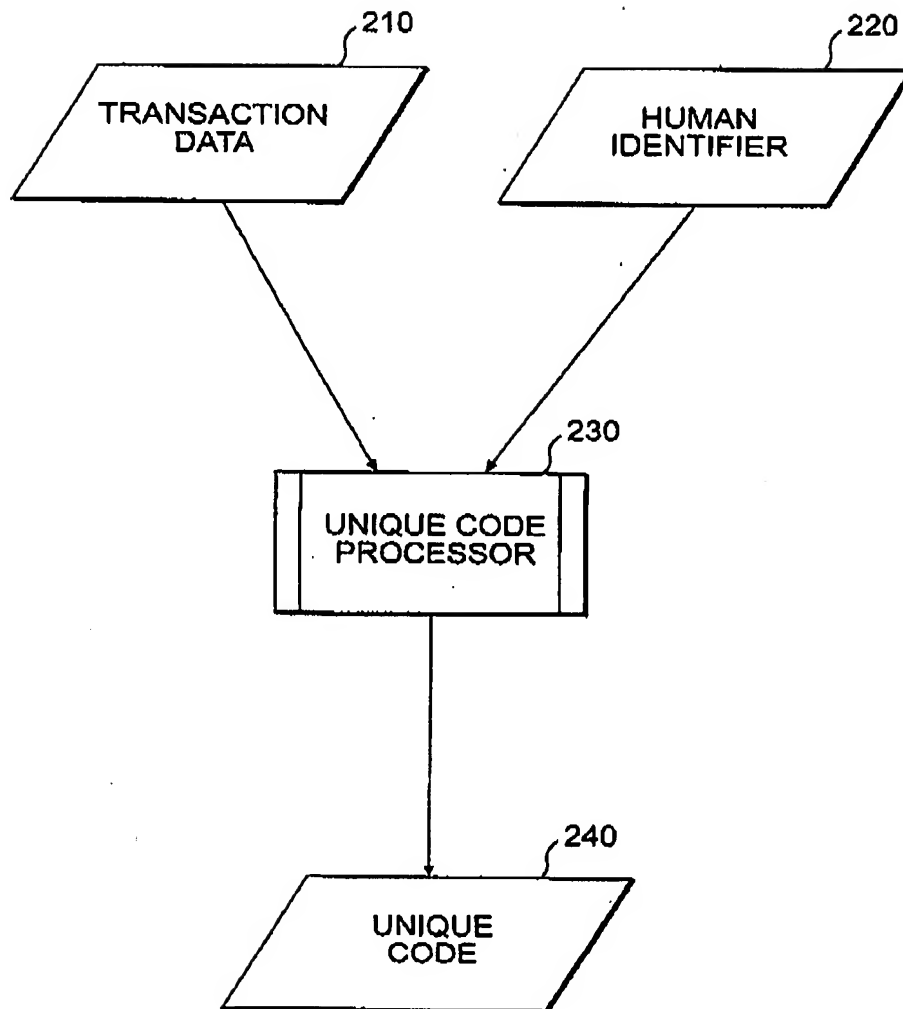 210
220
TRANSACTION
DATA
HUMAN
IDENTIFIER
230
UNIQUE CODE
PROCESSOR
240
UNIQUE
CODE